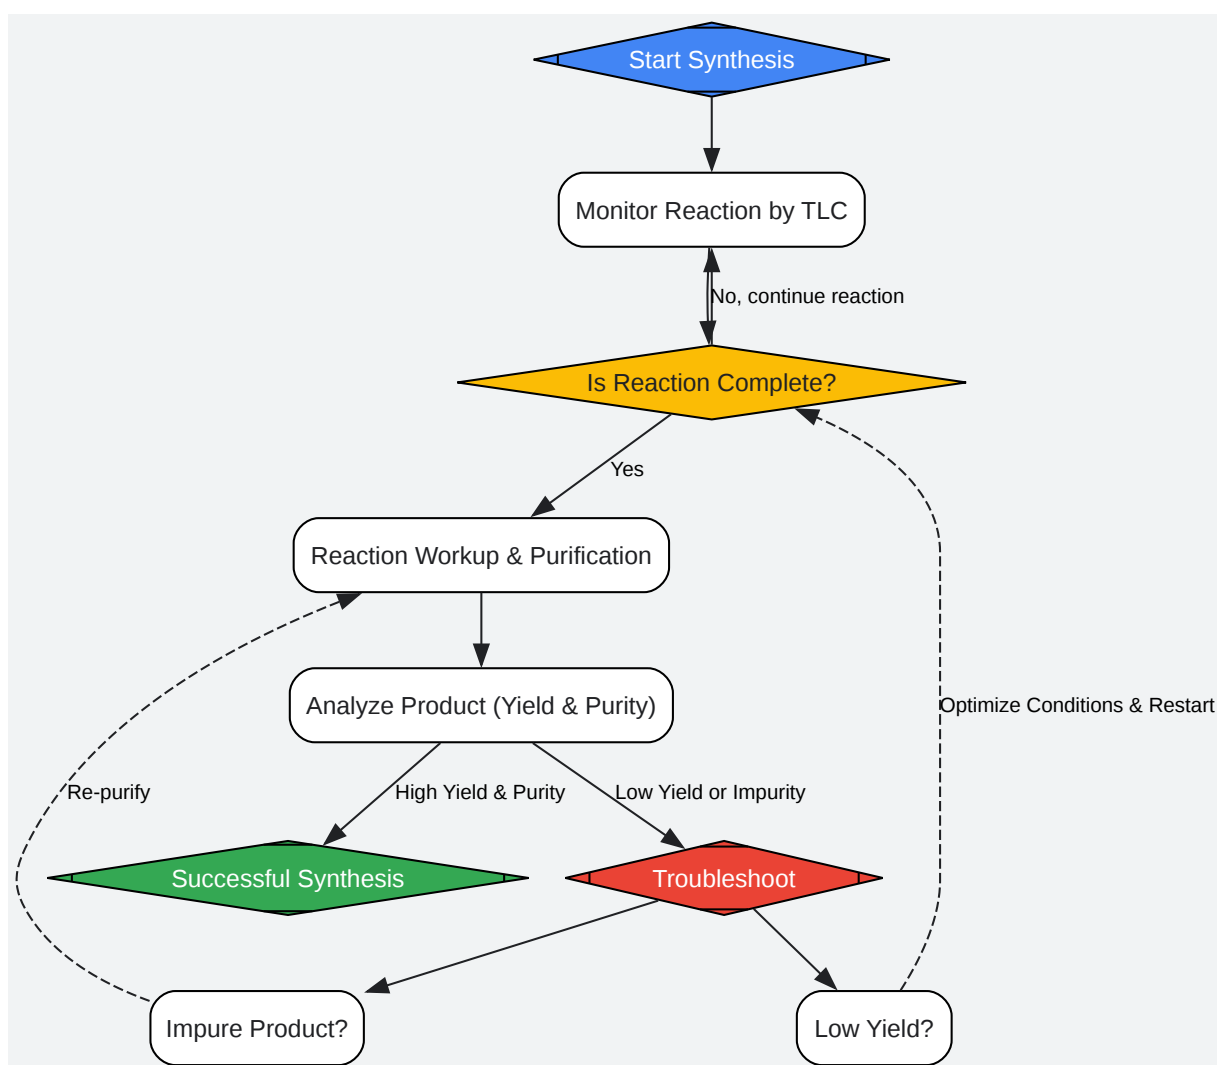 Start Synthesis
Monitor Reaction by TLC
No, continue reaction
Is Reaction Complete?
Yes
Reaction Workup & Purification
Analyze Product (Yield & Purity)
Optimize Conditions & Restart
Re-purify
High Yield & Purity
Low Yield or Impurity
Successful Synthesis
Troubleshoot
Impure Product?
Low Yield?